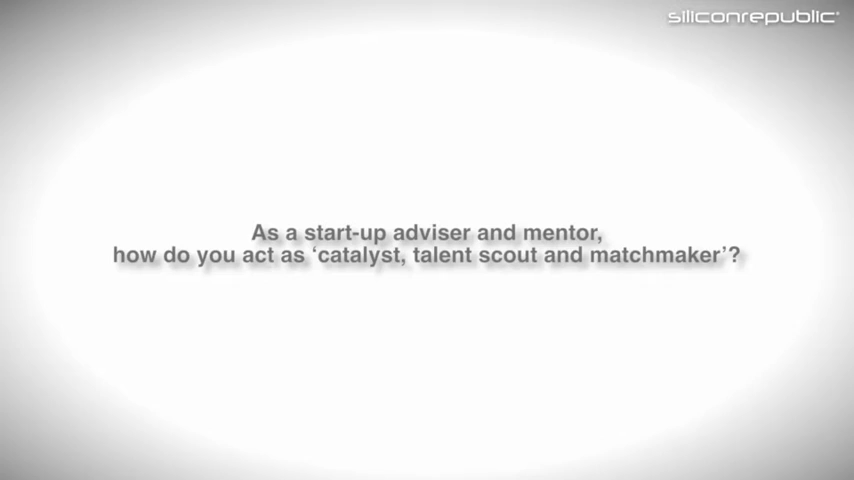 siliconrepublic
As a start-up adviser and mentor,
how do you act as ‘catalyst, talent scout and matchmaker’?